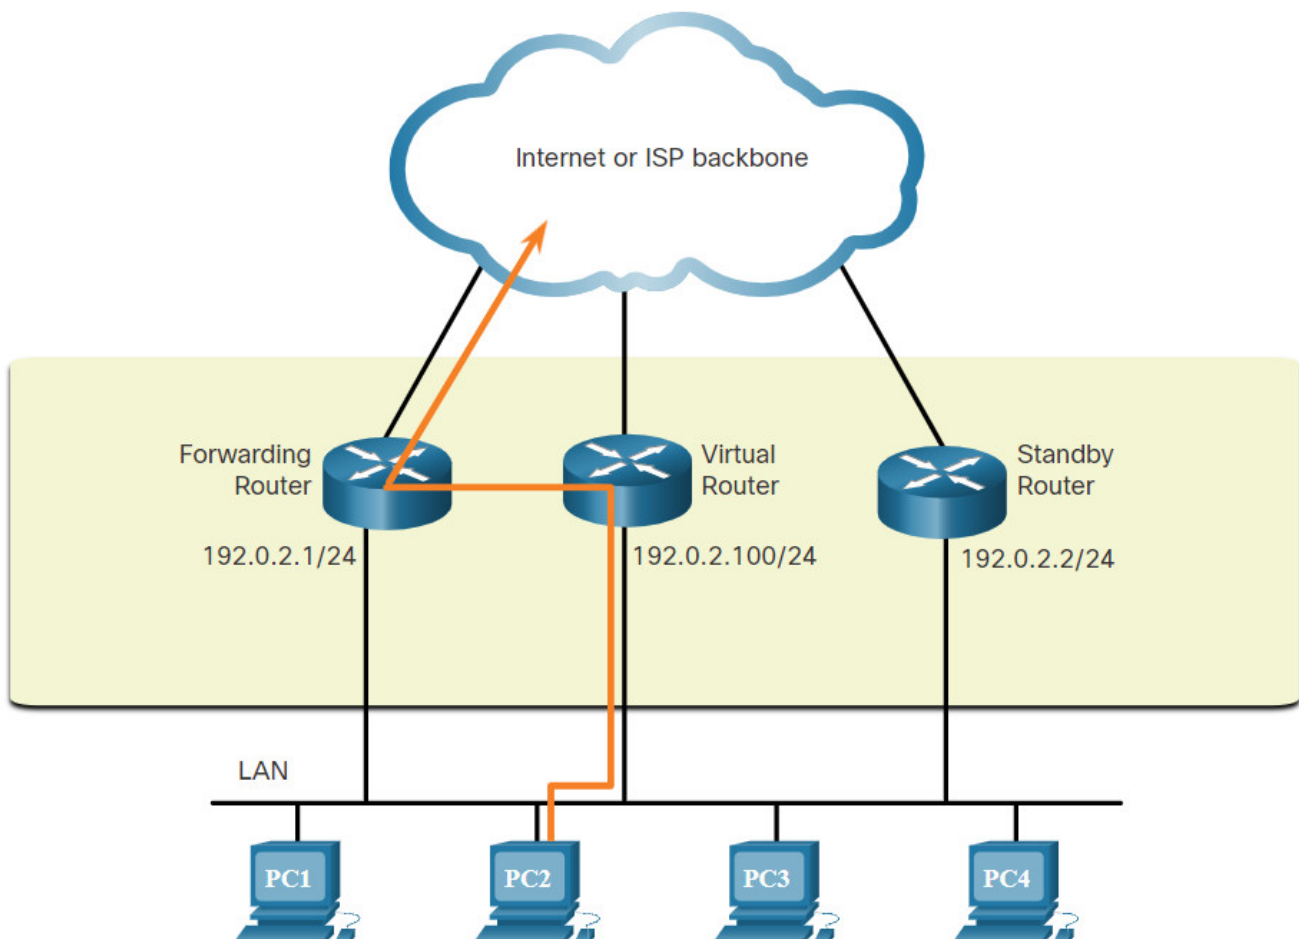 Internet or ISP backbone
Forwarding
Router
Virtual
Router
Standby
Router
192.0.2.1/24
192.0.2.100/24
192.0.2.2/24
LAN
PC1
PC2
PC3
PC4